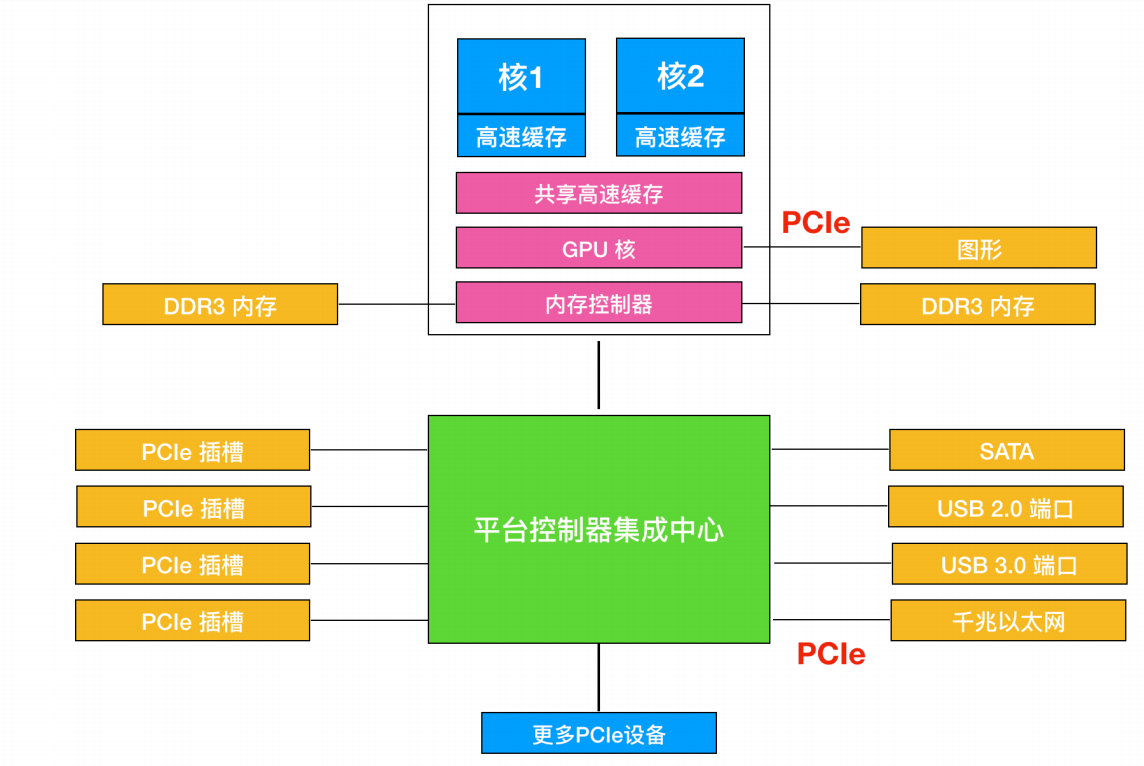 核1
核2
高速缓存
高速缓存
共享高速缓存
PCIe
GPU 核
图形
DDR3 内存
内存控制器
DDR3 内存
PCIe 插槽
SATA
PCIe 插槽
USB 2.0 端口
平台控制器集成中心
PCIe 插槽
USB 3.0 端口
PCIe 插槽
千兆以太网
PCIe
更多PCIe设备